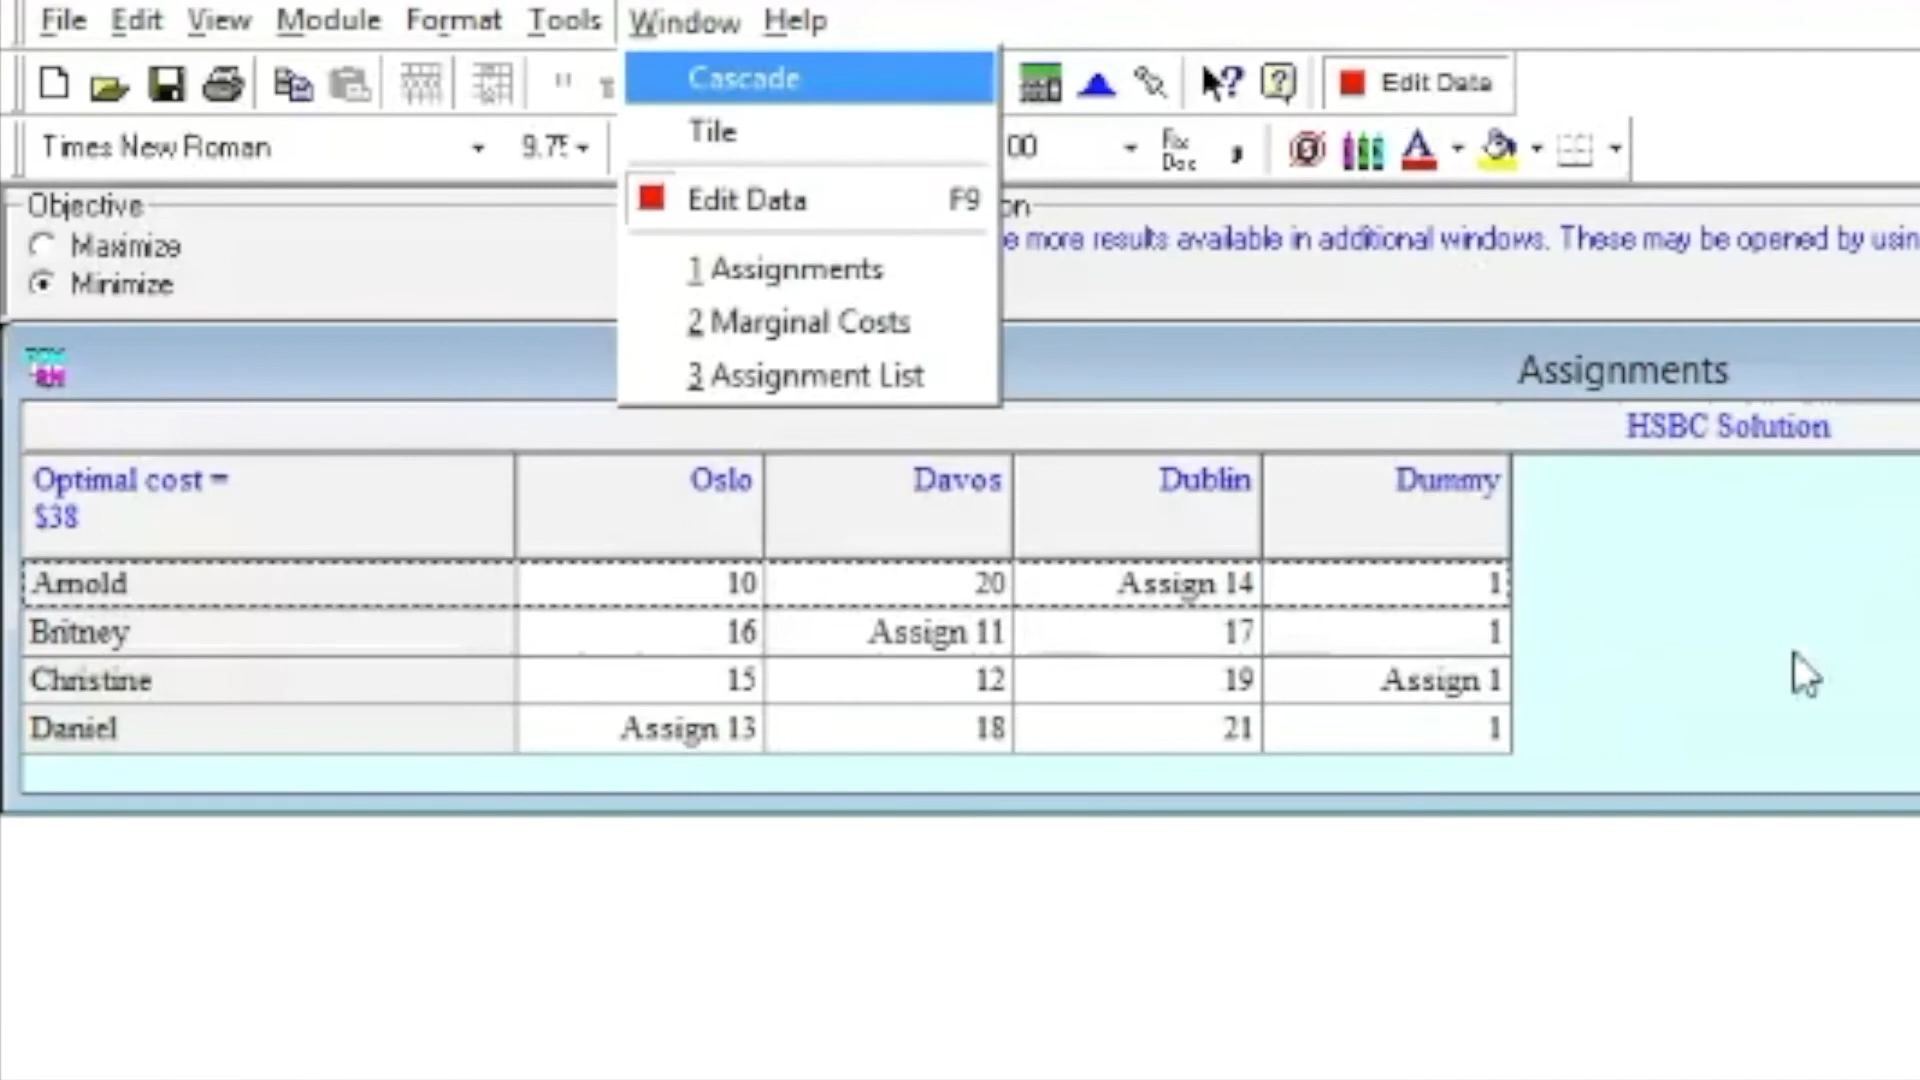 File Edit View Module Format Tools Window Help
Cascade
Edit Data
Tile
Times New Roman 9.75 00 Fix Dec
Edit Data F9
Objective
Maximize
more results available in additional windows. These may be opened by
Minimize
1 Assignments
2 Marginal Costs
3 Assignment List
Assignments
HSBC Solution
Optimal cost = $38 Oslo Davos Dublin Dummy
Arnold 10 20 Assign 14 1
Britney 16 Assign 11 17 1
Christine 15 12 19 Assign 1
Daniel Assign 13 18 21 1